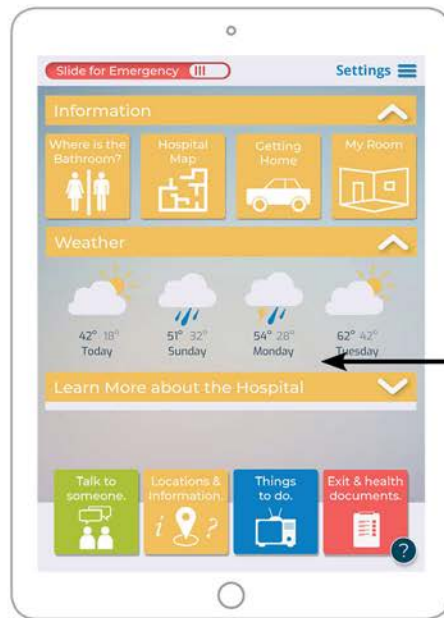 Slide for Emergency
Settings
Information
Where is the
Bathroom?
Hospital
Map
Getting
Home
My Room
Weather
42° 18°
Today
51° 32°
Sunday
54° 28°
Monday
62° 42°
Tuesday
Learn More about the Hospital
Talk to
someone.
Locations &
Information.
i ?
Things
to do.
Exit & health
documents.
?